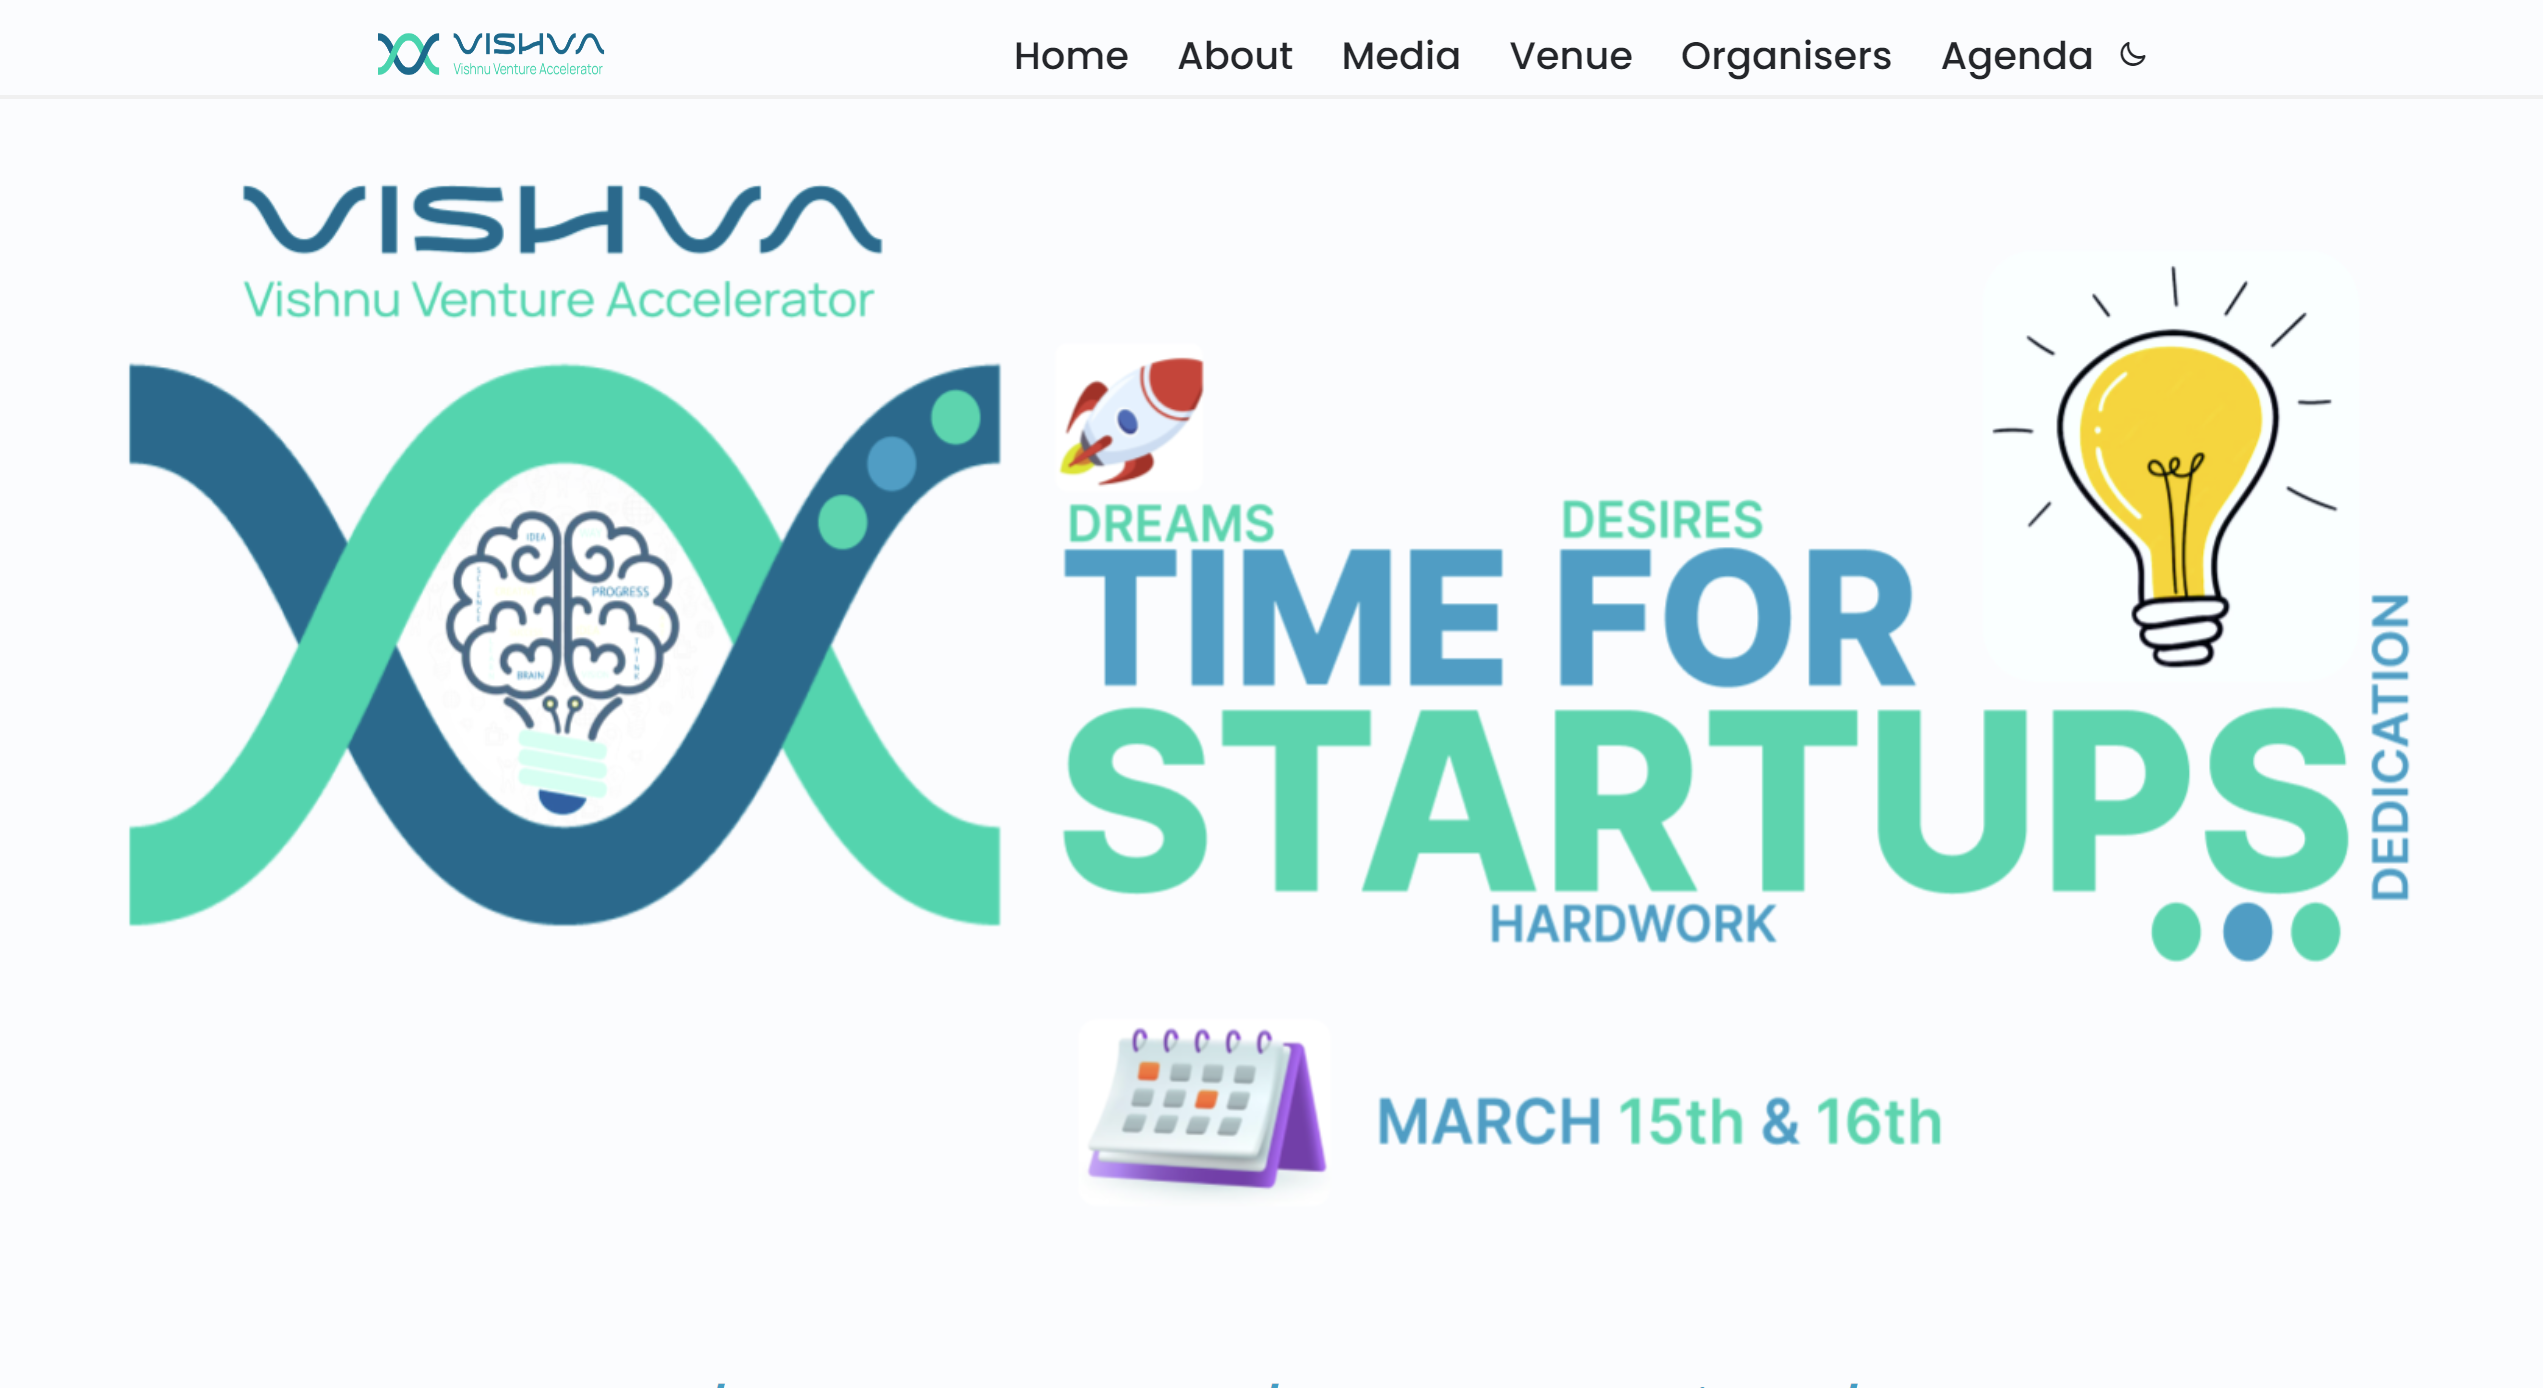 VISHVA
Vishnu Venture Accelerator
Home About Media Venue Organisers Agenda
VISHVA
Vishnu Venture Accelerator
IDEA
SCIENCE
PROGRESS
THINK
BRAIN
DREAMS
DESIRES
TIME FOR
STARTUPS
DEDICATION
HARDWORK
MARCH 15th & 16th